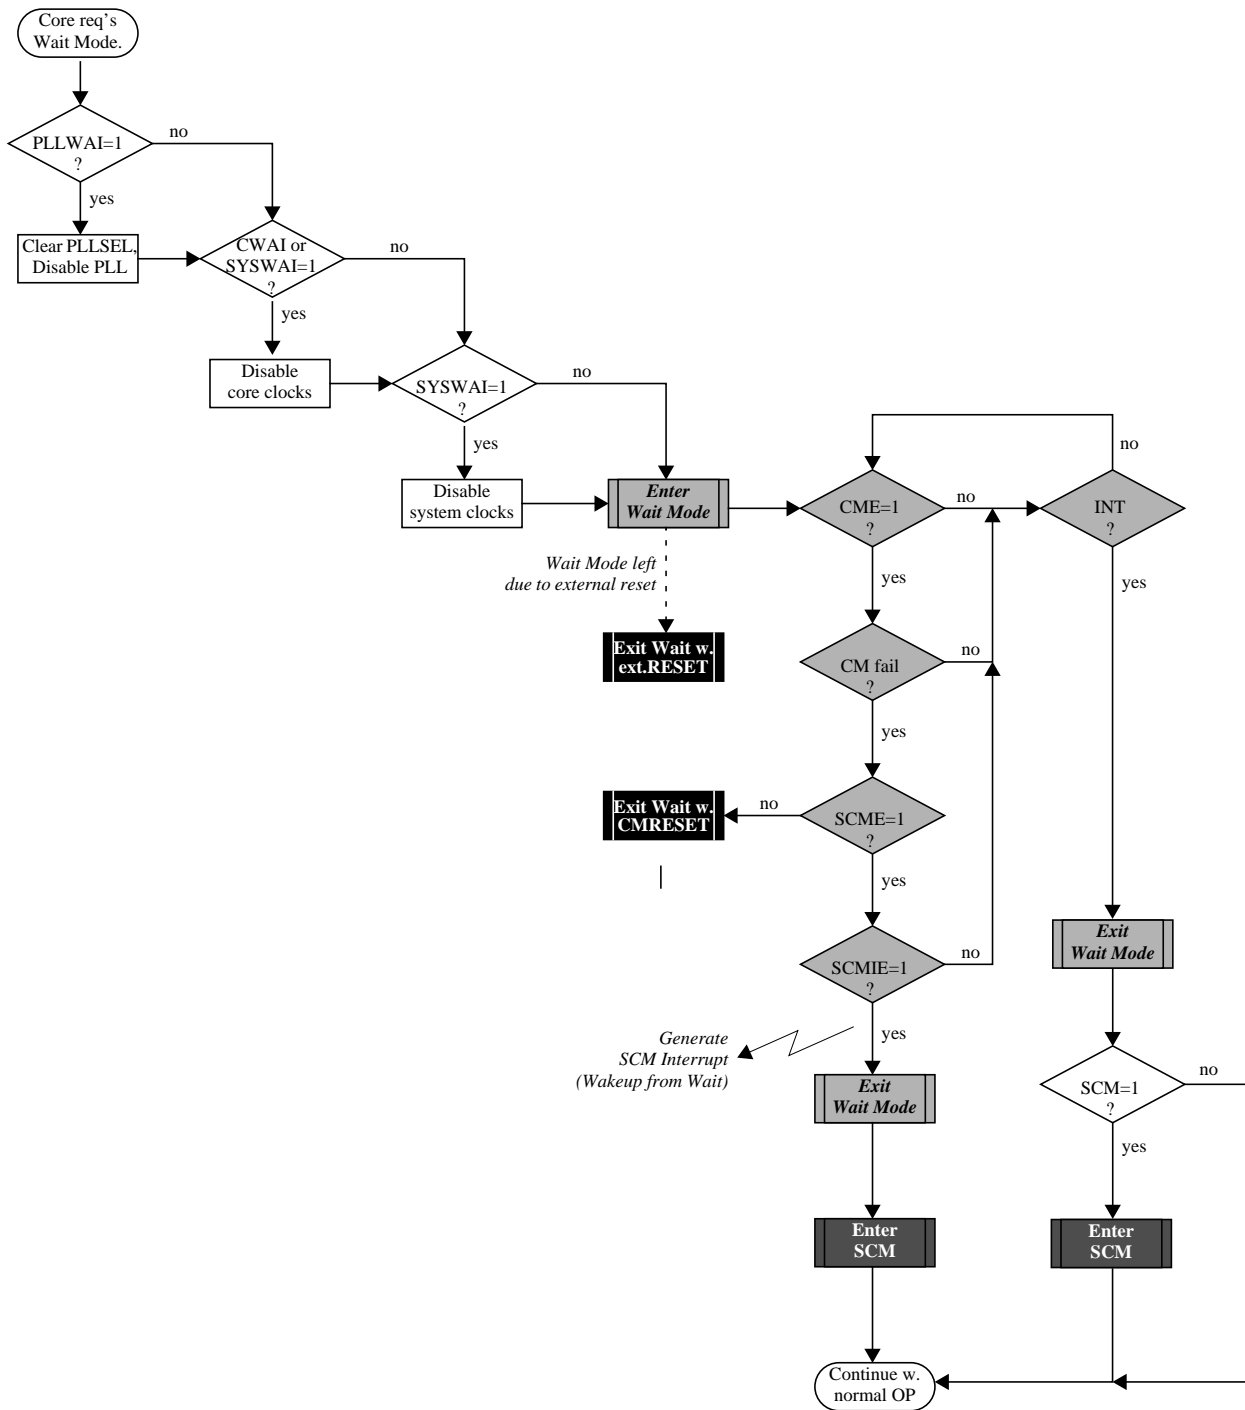 Core req's
Wait Mode.
PLLWAI=1
?
no
yes
Clear PLLSEL,
Disable PLL
CWAI or
SYSWAI=1
?
no
yes
Disable
core clocks
SYSWAI=1
?
no
yes
Disable
system clocks
Enter
Wait Mode
Wait Mode left
due to external reset
Exit Wait w.
ext.RESET
CME=1
?
no
yes
INT
?
no
yes
CM fail
?
no
yes
SCME=1
?
no
yes
Exit Wait w.
CMRESET
SCMIE=1
?
no
yes
Generate
SCM Interrupt
(Wakeup from Wait)
Exit
Wait Mode
Enter
SCM
Exit
Wait Mode
SCM=1
?
no
yes
Enter
SCM
Continue w.
normal OP